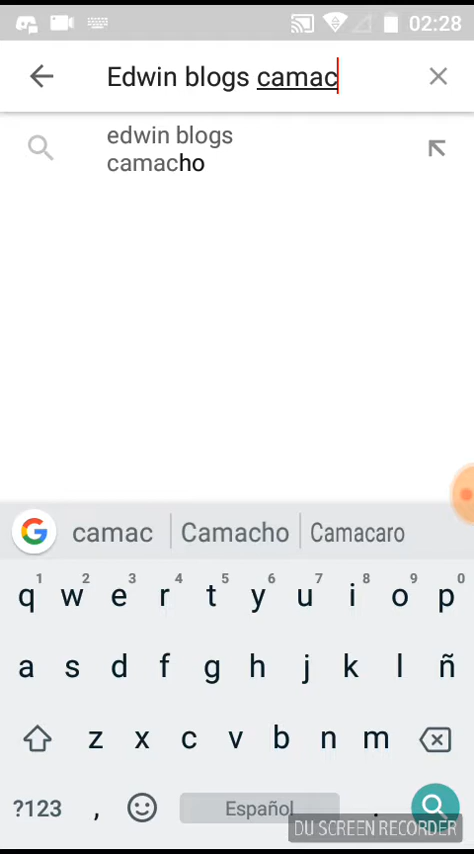 02:28
Edwin blogs camac
edwin blogs
camacho
camac Camacho Camacaro
1 2 3 4 5 6 7 8 9 0
q w e r t y u i o p
a s d f g h j k l ñ
z x c v b n m
?123 , Español .
DU SCREEN RECORDER